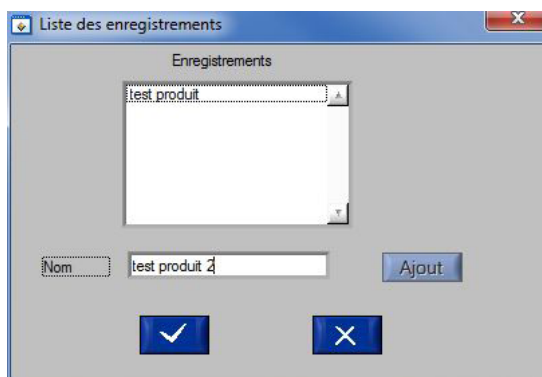 Liste des enregistrements
Enregistrements
test produit
Nom
test produit 2
Ajout